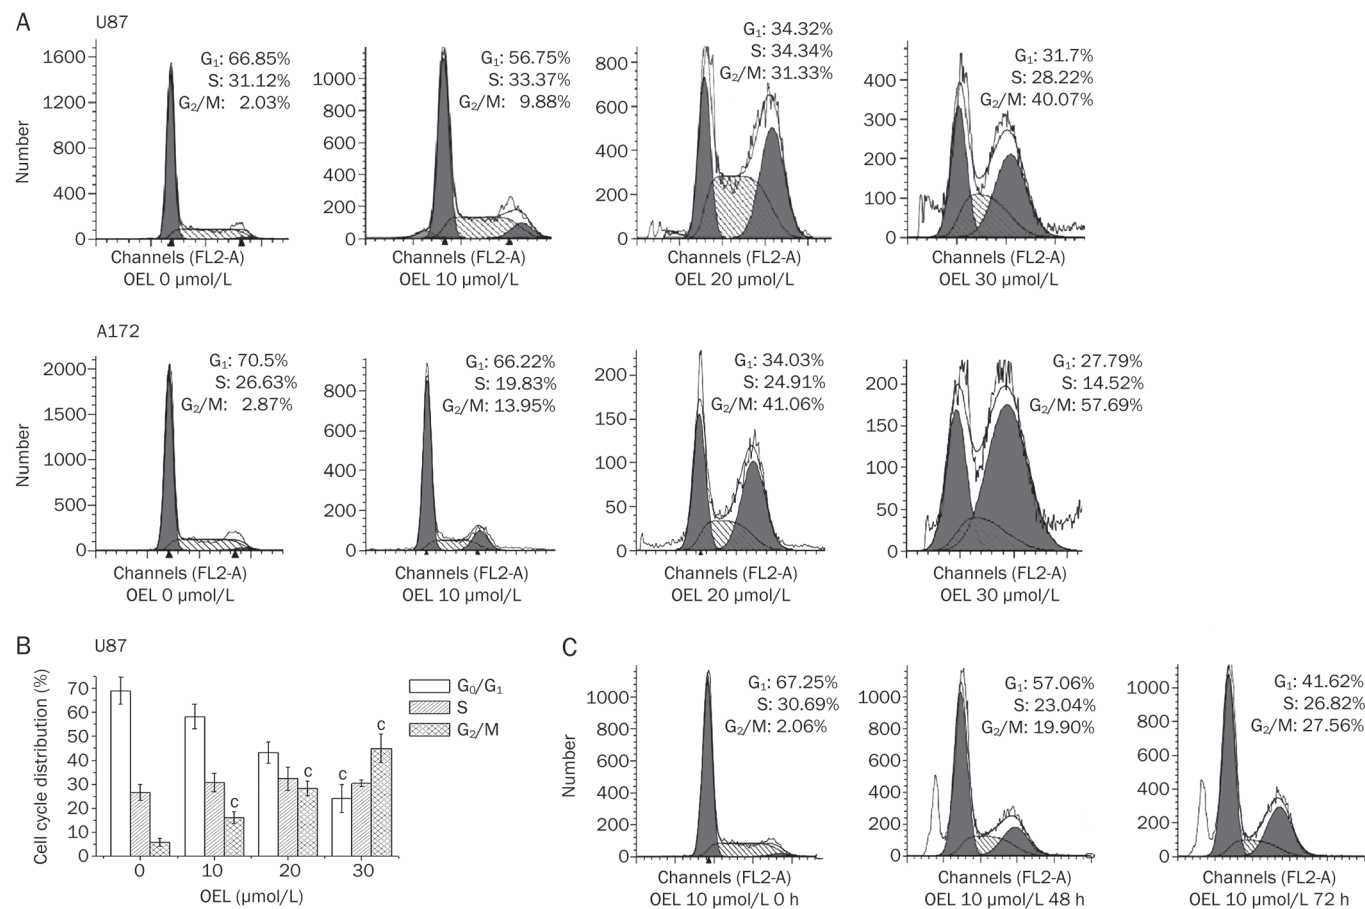 A
U87
Number
1600
1200
800
400
0
G₁: 66.85%
S: 31.12%
G₂/M: 2.03%
Channels (FL2-A)
OEL 0 μmol/L
1000
800
600
400
200
0
G₁: 56.75%
S: 33.37%
G₂/M: 9.88%
Channels (FL2-A)
OEL 10 μmol/L
800
600
400
200
0
G₁: 34.32%
S: 34.34%
G₂/M: 31.33%
Channels (FL2-A)
OEL 20 μmol/L
400
300
200
100
0
G₁: 31.7%
S: 28.22%
G₂/M: 40.07%
Channels (FL2-A)
OEL 30 μmol/L
A172
Number
2000
1500
1000
500
0
G₁: 70.5%
S: 26.63%
G₂/M: 2.87%
Channels (FL2-A)
OEL 0 μmol/L
800
600
400
200
0
G₁: 66.22%
S: 19.83%
G₂/M: 13.95%
Channels (FL2-A)
OEL 10 μmol/L
200
150
100
50
0
G₁: 34.03%
S: 24.91%
G₂/M: 41.06%
Channels (FL2-A)
OEL 20 μmol/L
200
150
100
50
0
G₁: 27.79%
S: 14.52%
G₂/M: 57.69%
Channels (FL2-A)
OEL 30 μmol/L
B
U87
Cell cycle distribution (%)
70
60
50
40
30
20
10
0
c
c
c
c
G₀/G₁
S
G₂/M
0
10
20
30
OEL (μmol/L)
C
Number
1000
800
600
400
200
0
G₁: 67.25%
S: 30.69%
G₂/M: 2.06%
Channels (FL2-A)
OEL 10 μmol/L 0 h
1000
800
600
400
200
0
G₁: 57.06%
S: 23.04%
G₂/M: 19.90%
Channels (FL2-A)
OEL 10 μmol/L 48 h
1000
800
600
400
200
0
G₁: 41.62%
S: 26.82%
G₂/M: 27.56%
Channels (FL2-A)
OEL 10 μmol/L 72 h